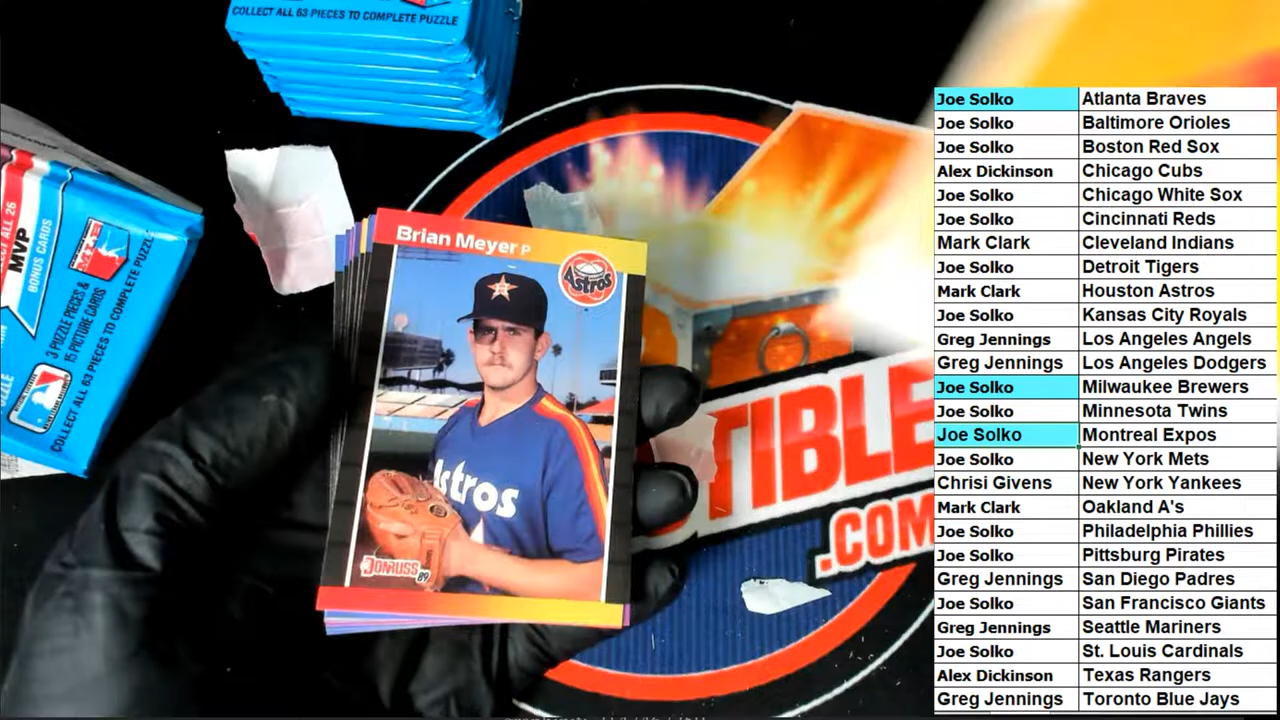 COLLECT ALL 63 PIECES TO COMPLETE PUZZLE
ALL 26
MVP
BONUS CARDS
3 PUZZLE PIECES &
15 PICTURE CARDS
COLLECT ALL 63 PIECES TO COMPLETE PUZZLE
Brian Meyer P
Astros
Astros
DONRUSS 89
TIBLE
.COM
Joe Solko Atlanta Braves
Joe Solko Baltimore Orioles
Joe Solko Boston Red Sox
Alex Dickinson Chicago Cubs
Joe Solko Chicago White Sox
Joe Solko Cincinnati Reds
Mark Clark Cleveland Indians
Joe Solko Detroit Tigers
Mark Clark Houston Astros
Joe Solko Kansas City Royals
Greg Jennings Los Angeles Angels
Greg Jennings Los Angeles Dodgers
Joe Solko Milwaukee Brewers
Joe Solko Minnesota Twins
Joe Solko Montreal Expos
Joe Solko New York Mets
Chrisi Givens New York Yankees
Mark Clark Oakland A's
Joe Solko Philadelphia Phillies
Joe Solko Pittsburg Pirates
Greg Jennings San Diego Padres
Joe Solko San Francisco Giants
Greg Jennings Seattle Mariners
Joe Solko St. Louis Cardinals
Alex Dickinson Texas Rangers
Greg Jennings Toronto Blue Jays